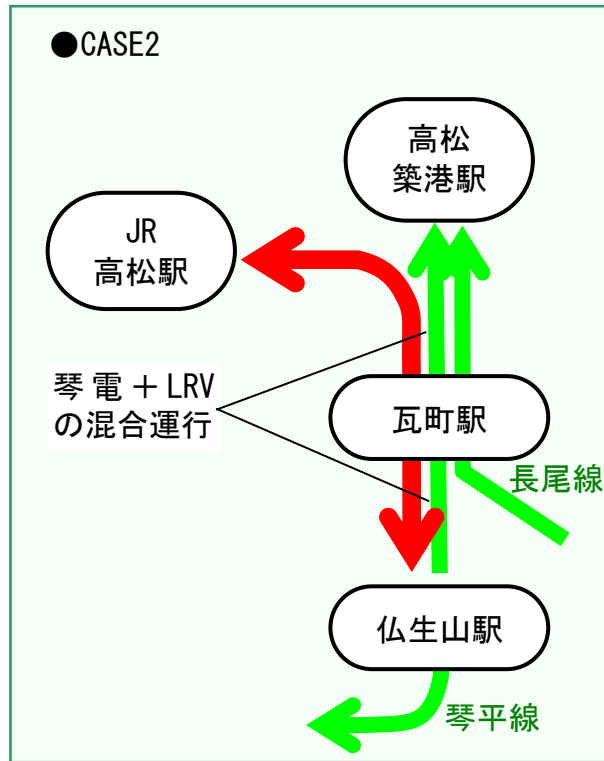 ●CASE2
高松
築港駅
JR
高松駅
琴電＋LRV
の混合運行
瓦町駅
長尾線
仏生山駅
琴平線